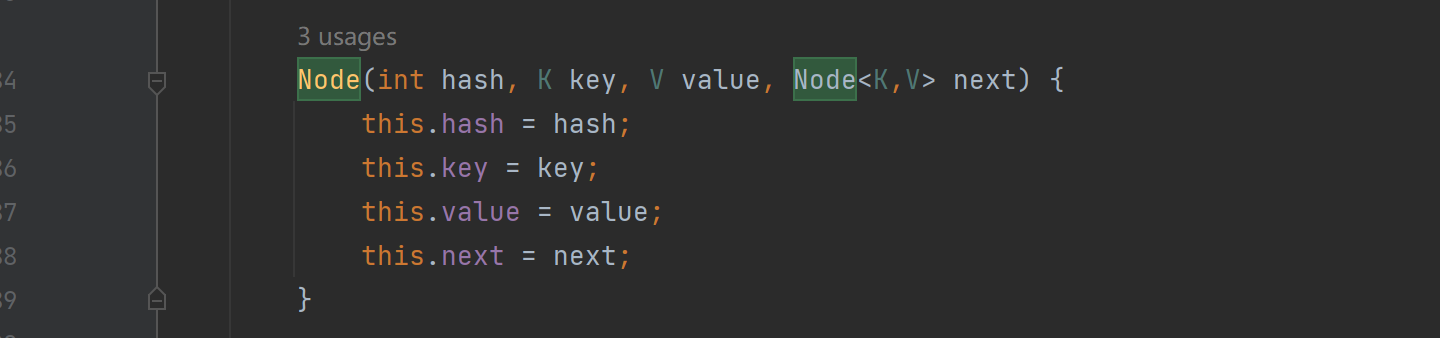 3 usages
34 Node(int hash, K key, V value, Node<K,V> next) {
35 this.hash = hash;
36 this.key = key;
37 this.value = value;
38 this.next = next;
39 }